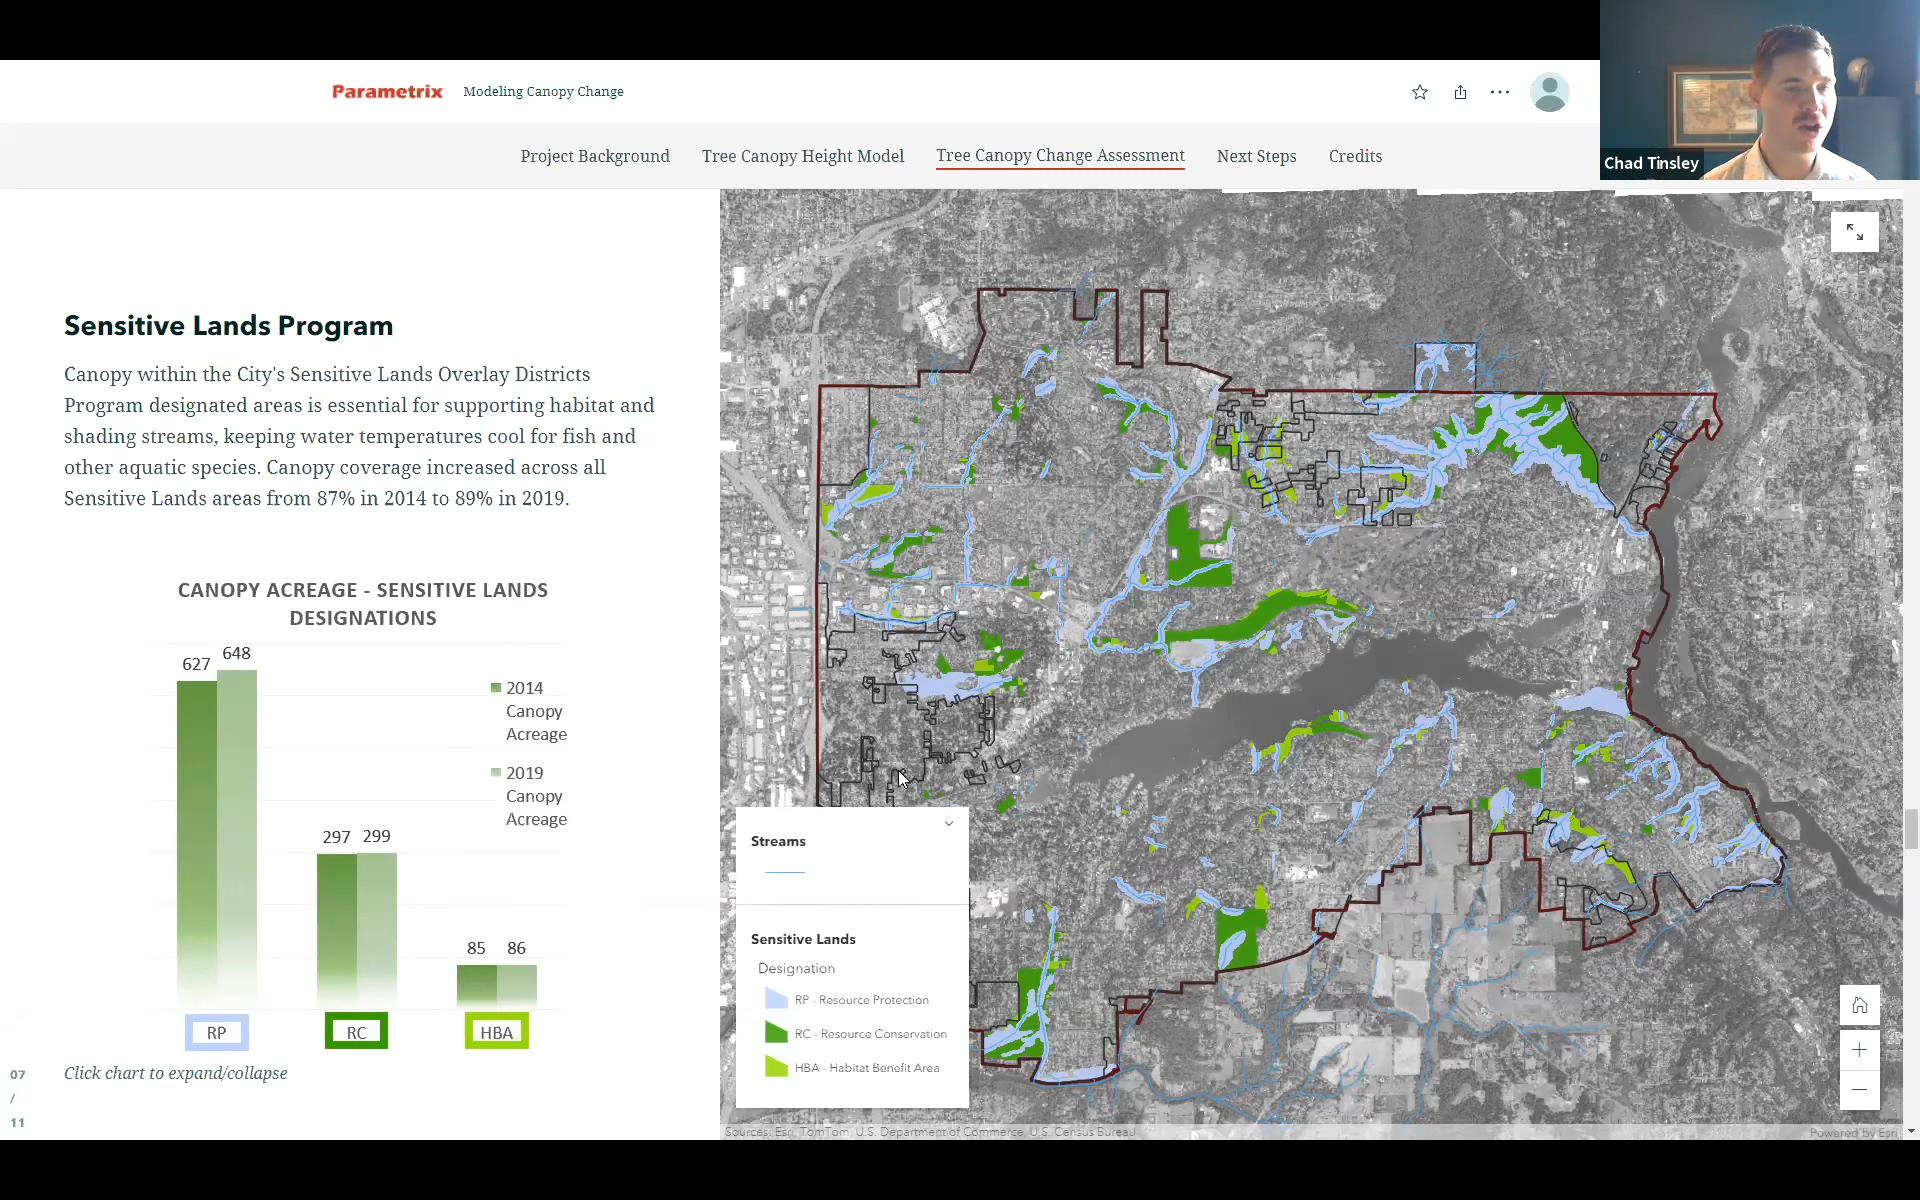 Parametrix
Modeling Canopy Change
Project Background
Tree Canopy Height Model
Tree Canopy Change Assessment
Next Steps
Credits
Chad Tinsley
Sensitive Lands Program
Canopy within the City's Sensitive Lands Overlay Districts
Program designated areas is essential for supporting habitat and
shading streams, keeping water temperatures cool for fish and
other aquatic species. Canopy coverage increased across all
Sensitive Lands areas from 87% in 2014 to 89% in 2019.
CANOPY ACREAGE - SENSITIVE LANDS
DESIGNATIONS
627
648
297
299
85
86
2014
Canopy
Acreage
2019
Canopy
Acreage
RP
RC
HBA
Click chart to expand/collapse
07
/
11
Streams
Sensitive Lands
Designation
RP - Resource Protection
RC - Resource Conservation
HBA - Habitat Benefit Area
Sources: Esri, TomTom, U.S. Department of Commerce, U.S. Census Bureau
Powered by Esri